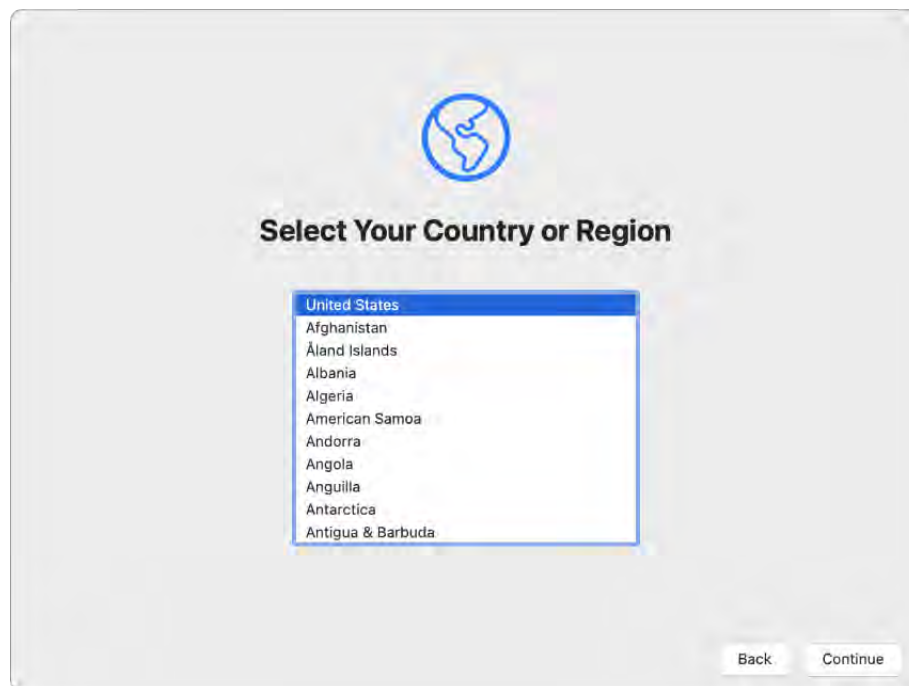 Select Your Country or Region
United States
Afghanistan
Åland Islands
Albania
Algeria
American Samoa
Andorra
Angola
Anguilla
Antarctica
Antigua & Barbuda
Back
Continue